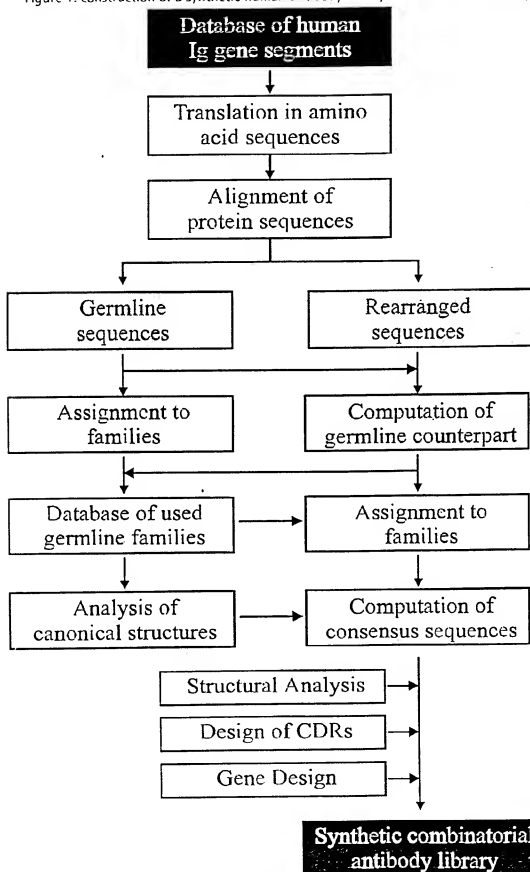 Database of human
Ig gene segments
Translation in amino
acid sequences
Alignment of
protein sequences
Germline
sequences
Rearranged
sequences
Assignment to
families
Computation of
germline counterpart
Database of used
germline families
Assignment to
families
Analysis of
canonical structures
Computation of
consensus sequences
Structural Analysis
Design of CDRs
Gene Design
Synthetic combinatorial
antibody library